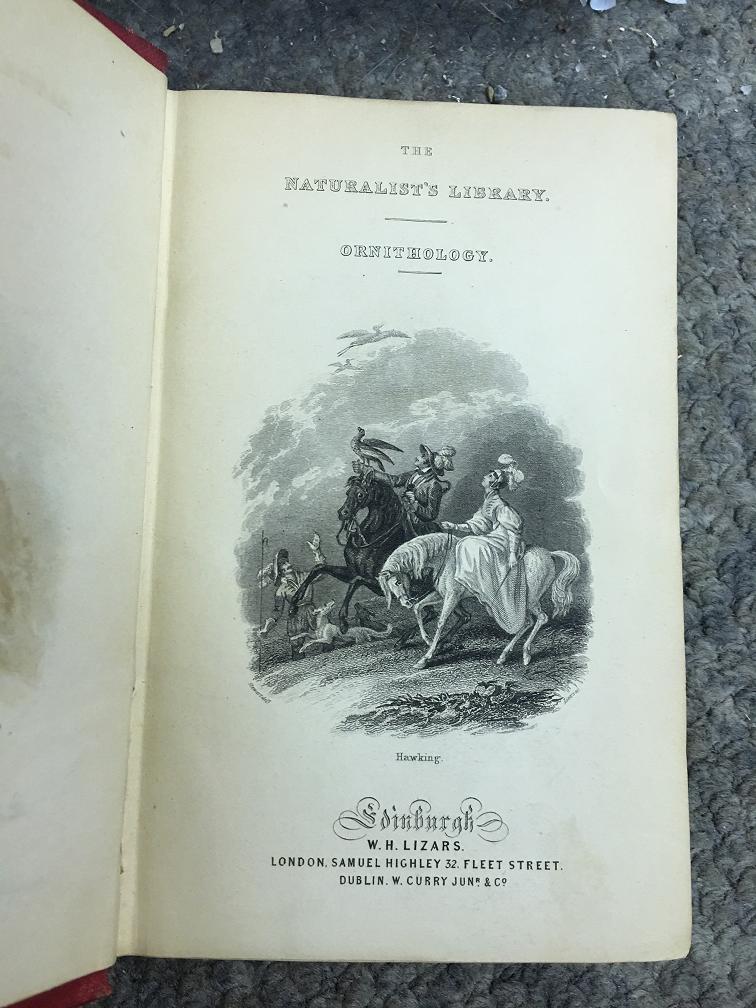 THE
NATURALIST'S LIBRARY.
ORNITHOLOGY.
Hawking.
Edinburgh
W. H. LIZARS.
LONDON, SAMUEL HIGHLEY 32. FLEET STREET.
DUBLIN. W. CURRY JUNR. & CO